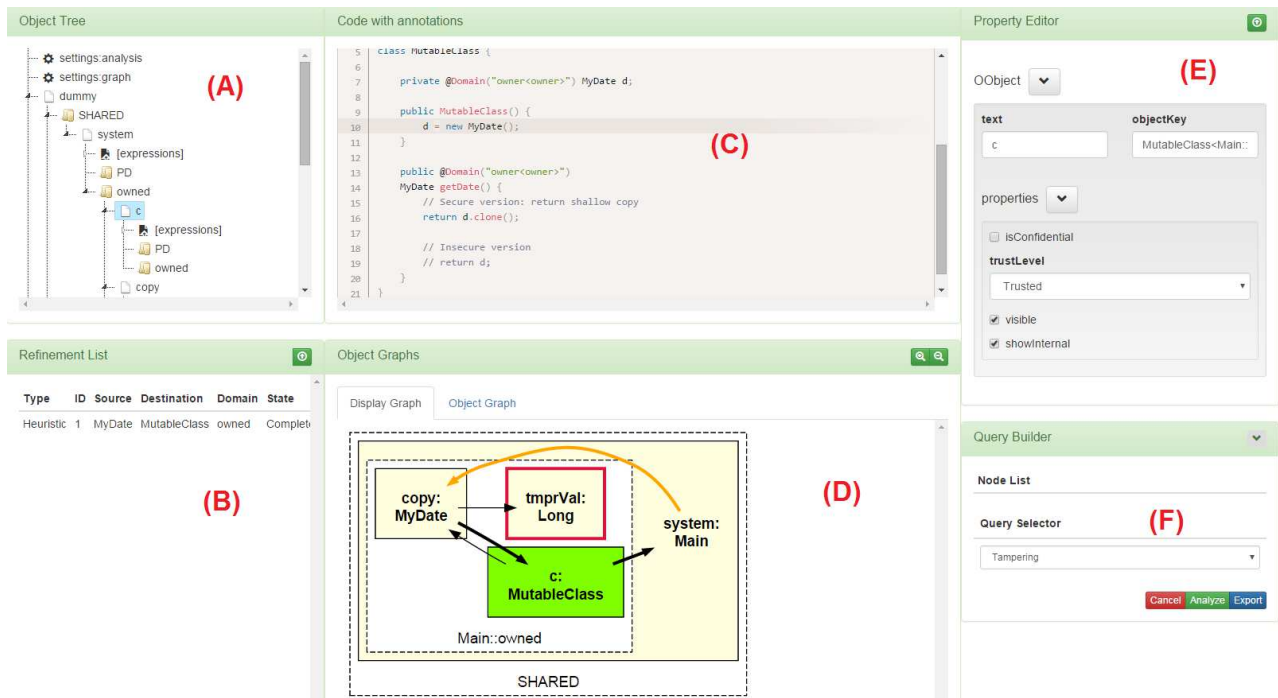 Object Tree
settings:analysis
settings:graph
dummy
SHARED
system
[expressions]
PD
owned
c
[expressions]
PD
owned
copy
(A)
Code with annotations
5 class MutableClass {
6
7 private @Domain("owner<owner>") MyDate d;
8
9 public MutableClass() {
10 d = new MyDate();
11 }
12
13 public @Domain("owner<owner>")
14 MyDate getDate() {
15 // Secure version: return shallow copy
16 return d.clone();
17
18 // Insecure version
19 // return d;
20 }
21 }
(C)
Property Editor
(E)
OObject
text objectKey
c MutableClass<Main::
properties
isConfidential
trustLevel
Trusted
visible
showInternal
Refinement List
Type ID Source Destination Domain State
Heuristic 1 MyDate MutableClass owned Complete
(B)
Object Graphs
Display Graph Object Graph
copy:
MyDate
tmprVal:
Long
system:
Main
c:
MutableClass
Main::owned
SHARED
(D)
Query Builder
Node List
Query Selector
(F)
Tampering
Cancel Analyze Export